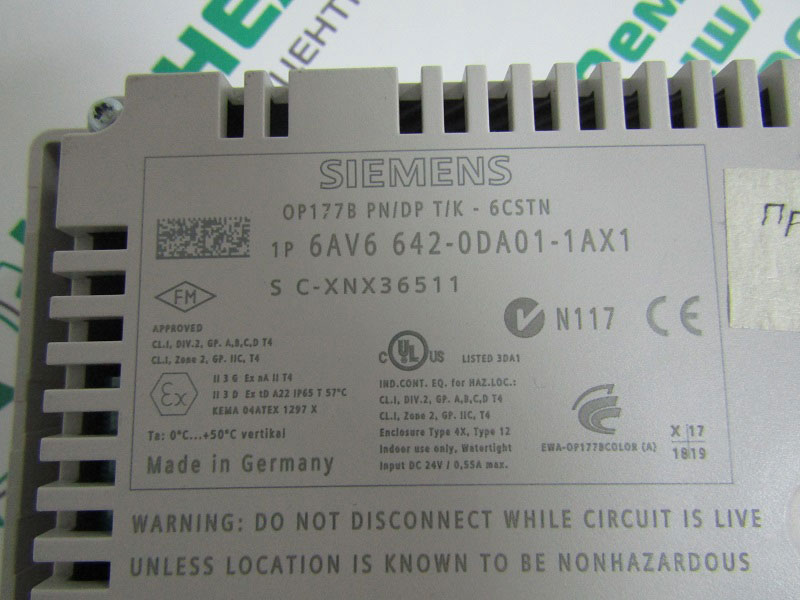 SIEMENS
OP177B PN/DP T/K - 6CSTN
1P 6AV6 642-0DA01-1AX1
S C-XNX36511
FM
APPROVED
CL.I, DIV.2, GP. A,B,C,D T4
CL.I, Zone 2, GP. IIC, T4
Ex
II 3 G Ex nA II T4
II 3 D Ex tD A22 IP65 T 57°C
KEMA 04ATEX 1297 X
Ta: 0°C...+50°C vertikal
Made in Germany
N117
CE
C UL US LISTED 3DA1
IND.CONT. EQ. for HAZ.LOC.:
CL.I, DIV.2, GP. A,B,C,D T4
CL.I, Zone 2, GP. IIC, T4
Enclosure Type 4X, Type 12
Indoor use only, Watertight
Input DC 24V / 0,55A max.
EWA-OP177BCOLOR (A)
X 17
18 19
WARNING: DO NOT DISCONNECT WHILE CIRCUIT IS LIVE
UNLESS LOCATION IS KNOWN TO BE NONHAZARDOUS